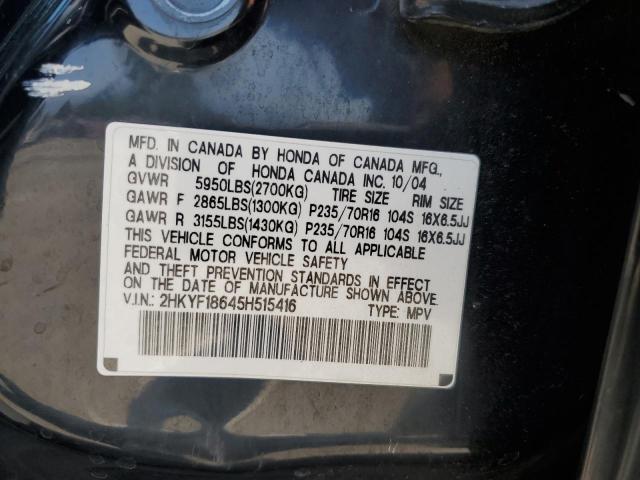 MFD. IN CANADA BY HONDA OF CANADA MFG.,
A DIVISION OF HONDA CANADA INC. 10/04
GVWR 5950LBS(2700KG) TIRE SIZE RIM SIZE
GAWR F 2865LBS(1300KG) P235/70R16 104S 16X6.5JJ
GAWR R 3155LBS(1430KG) P235/70R16 104S 16X6.5JJ
THIS VEHICLE CONFORMS TO ALL APPLICABLE
FEDERAL MOTOR VEHICLE SAFETY
AND THEFT PREVENTION STANDARDS IN EFFECT
ON THE DATE OF MANUFACTURE SHOWN ABOVE.
V.I.N.: 2HKYF18645H515416 TYPE: MPV